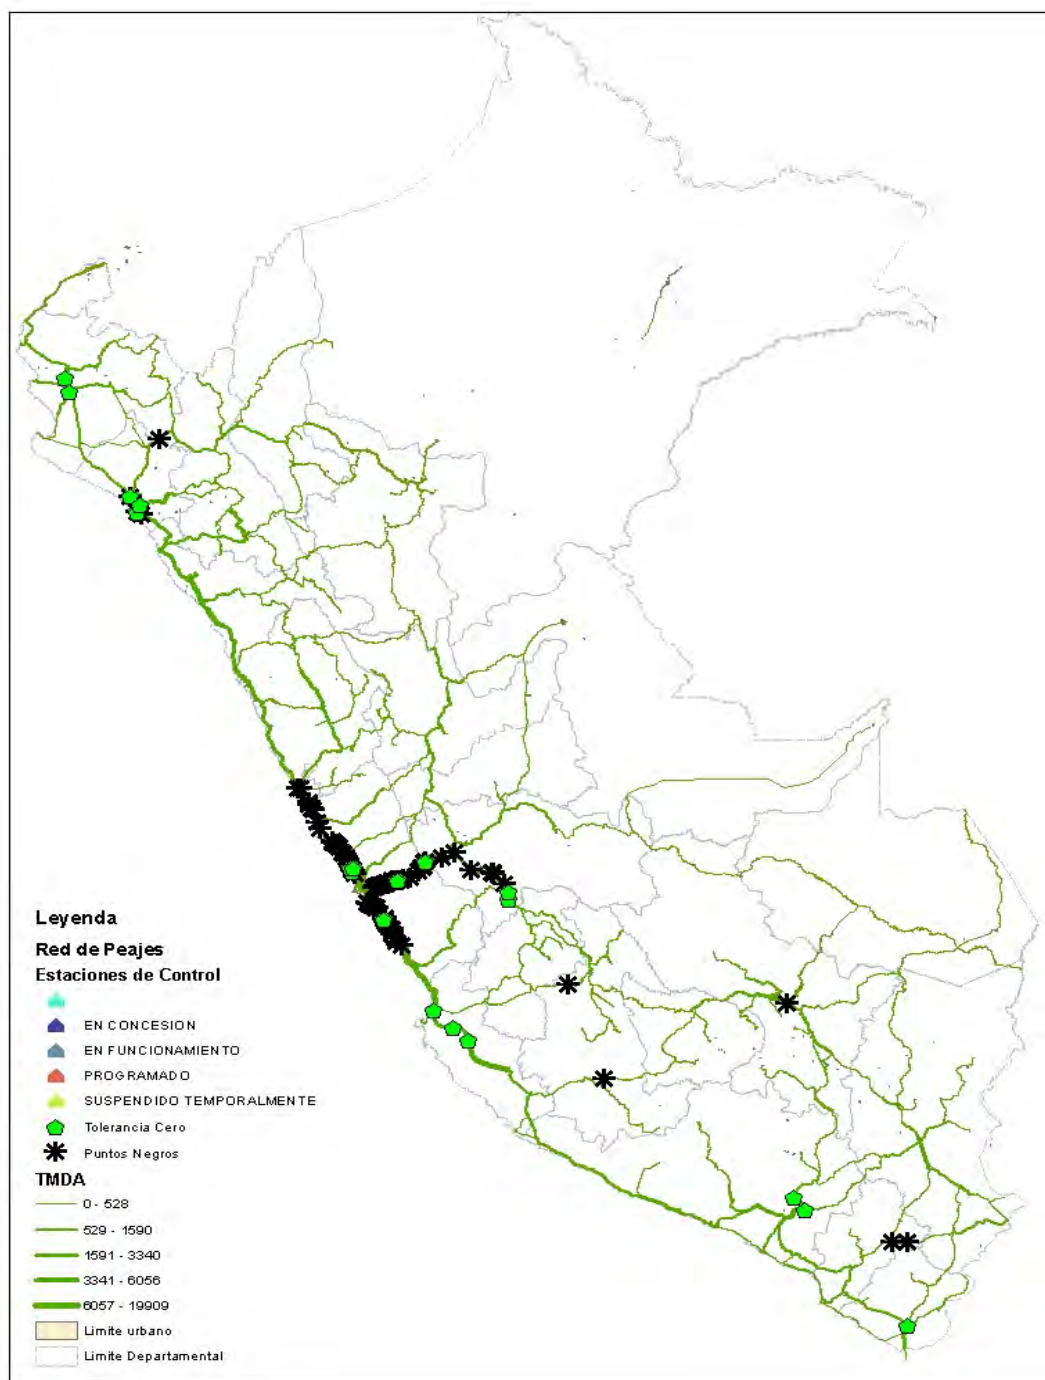 Leyenda
Red de Peajes
Estaciones de Control
EN CONCESION
EN FUNCIONAMIENTO
PROGRAMADO
SUSPENDIDO TEMPORALMENTE
Tolerancia Cero
Puntos Negros
TMDA
0 - 528
529 - 1590
1591 - 3340
3341 - 6056
6057 - 19909
Limite urbano
Limite Departamental